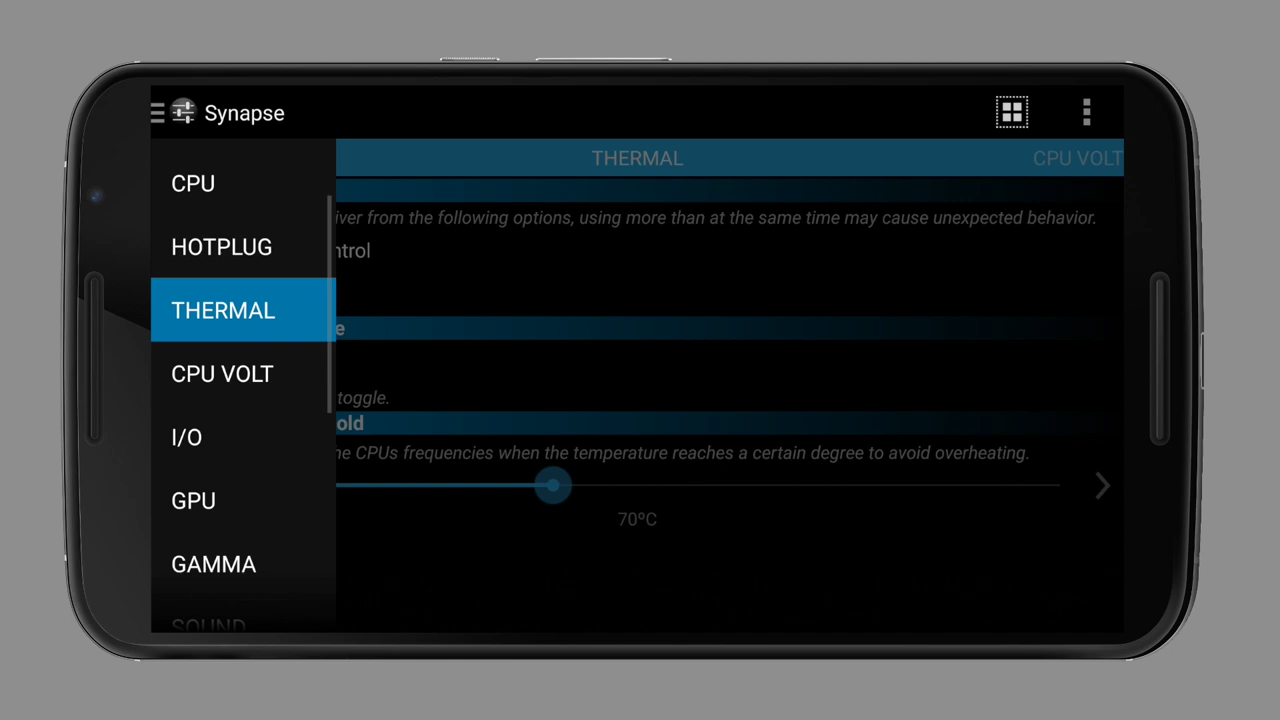 Synapse
CPU
HOTPLUG
THERMAL
CPU VOLT
I/O
GPU
GAMMA
SOUND
THERMAL
CPU VOLT
iver from the following options, using more than at the same time may cause unexpected behavior.
ntrol
e
toggle.
old
he CPUs frequencies when the temperature reaches a certain degree to avoid overheating.
70ºC